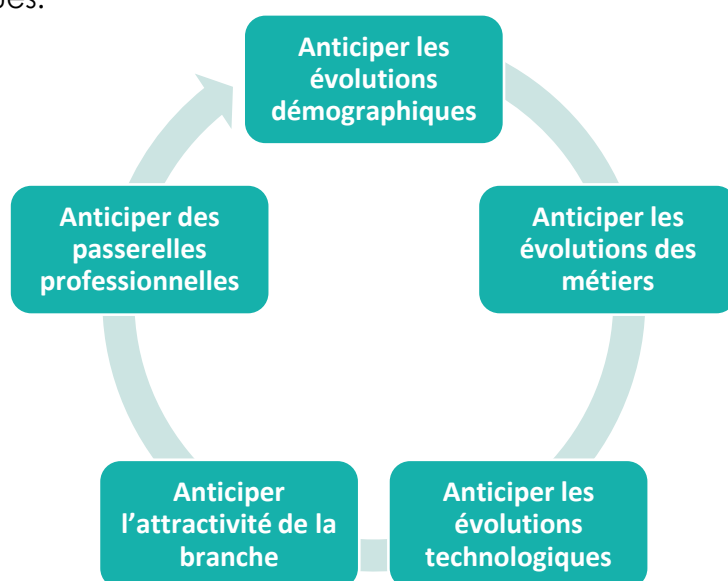 Anticiper les
évolutions
démographiques
Anticiper les
évolutions des
métiers
Anticiper les
évolutions
technologiques
Anticiper
l'attractivité de la
branche
Anticiper des
passerelles
professionnelles